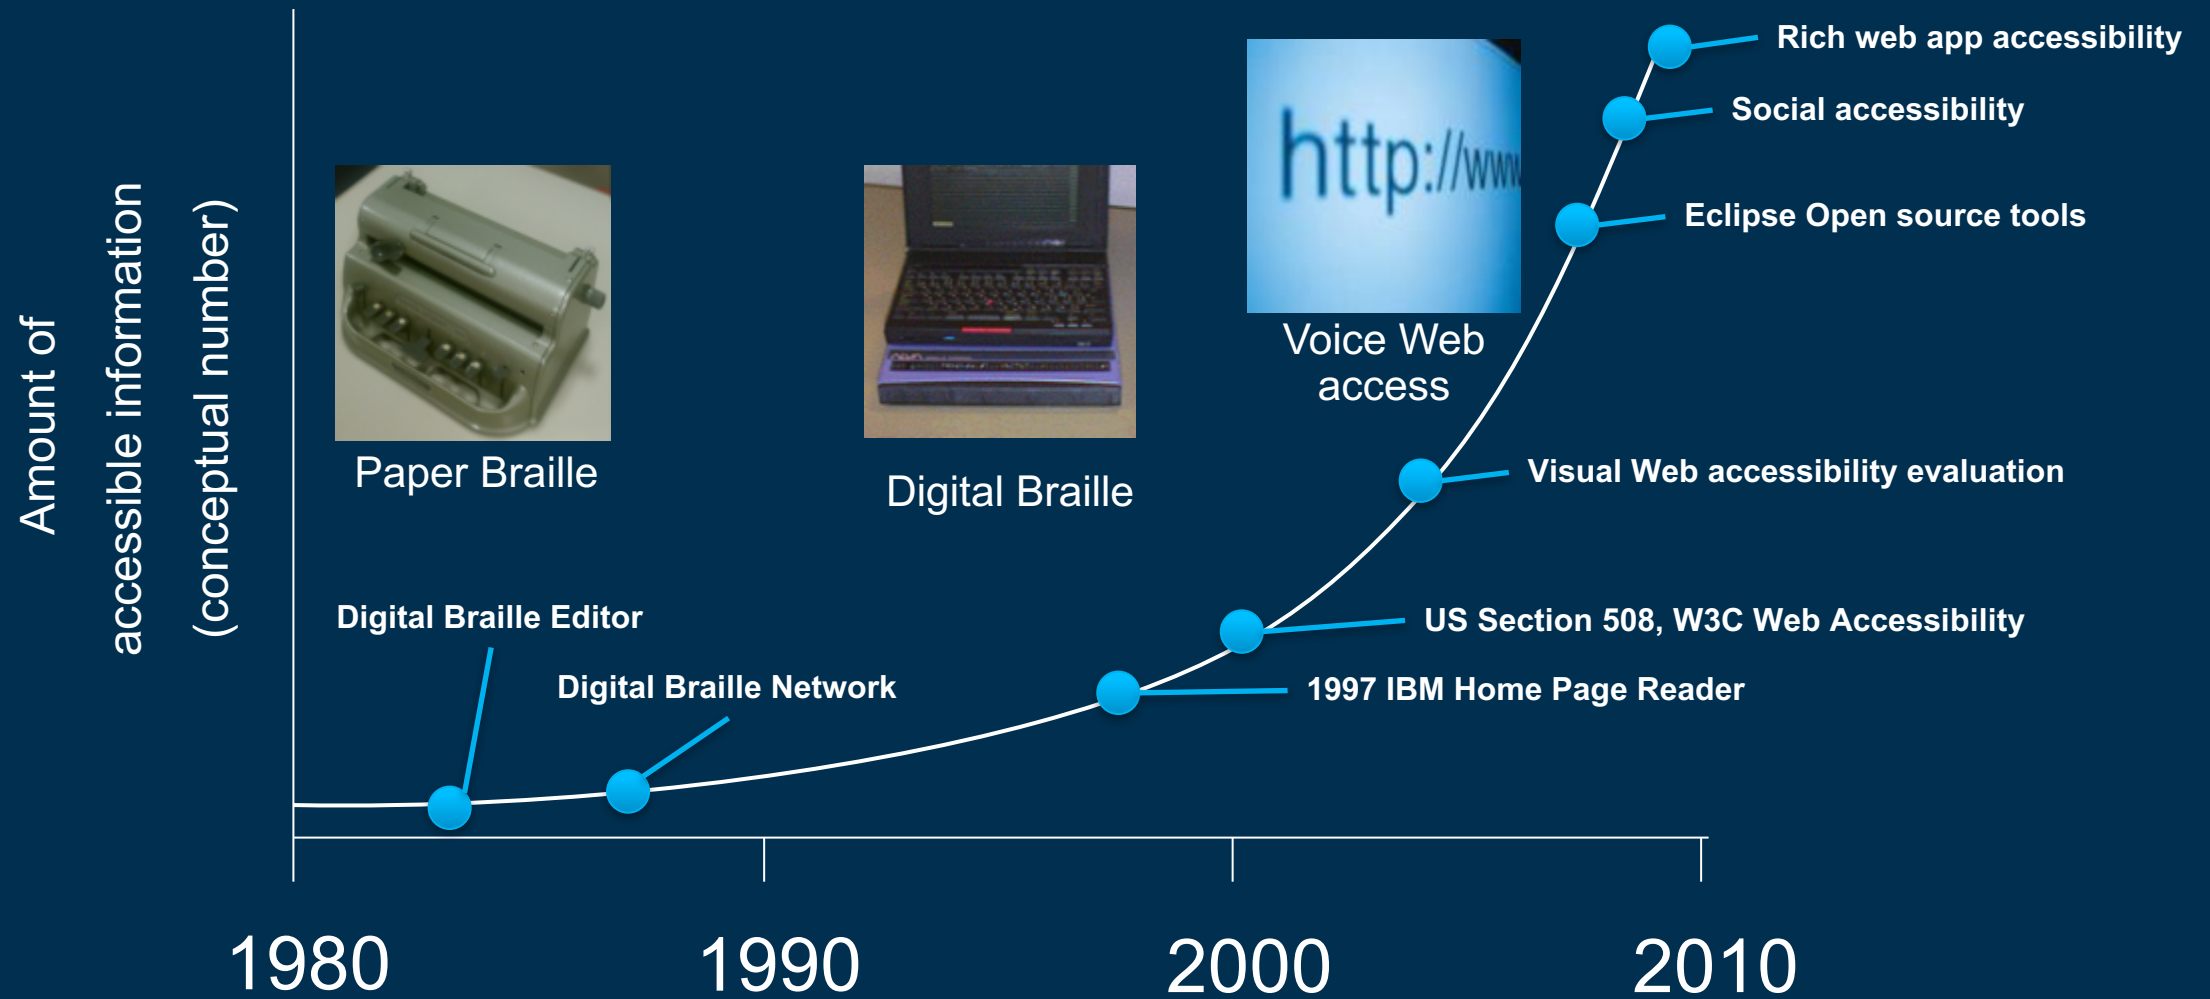 Amount of
accessible information
(conceptual number)
Rich web app accessibility
Social accessibility
Eclipse Open source tools
http://www
Voice Web
access
Paper Braille
Digital Braille
Visual Web accessibility evaluation
Digital Braille Editor
Digital Braille Network
US Section 508, W3C Web Accessibility
1997 IBM Home Page Reader
1980
1990
2000
2010